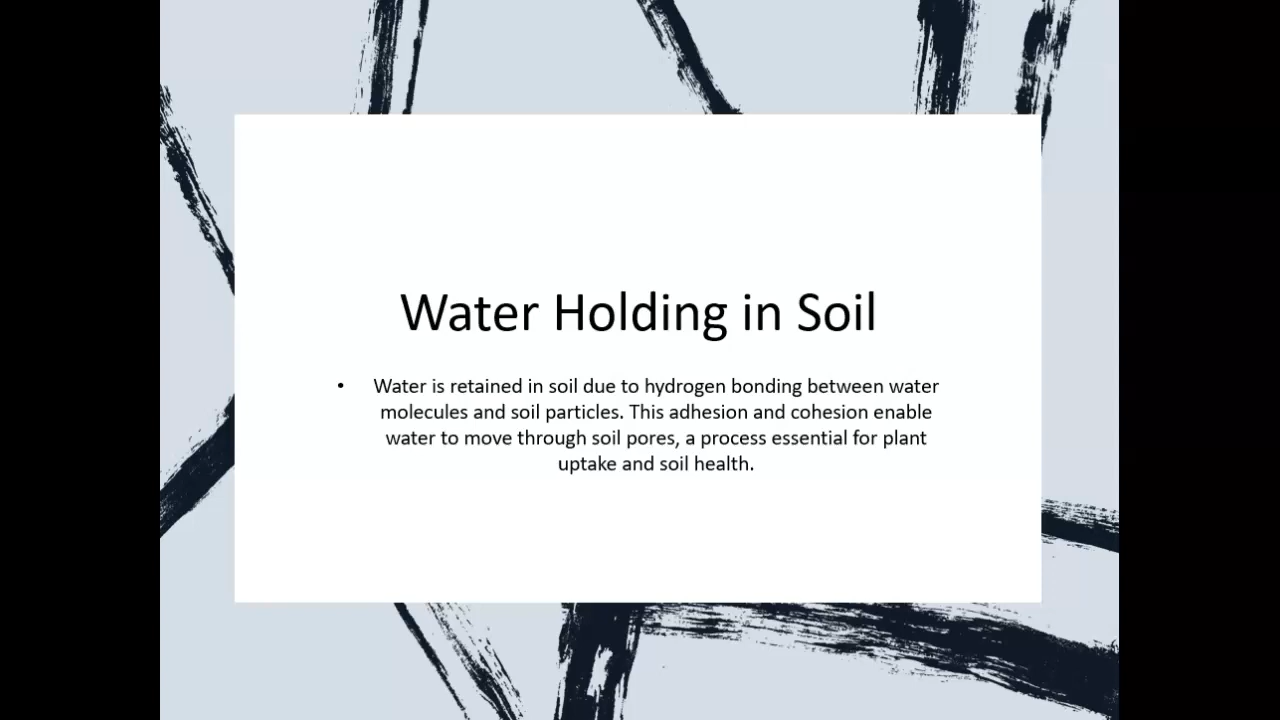 Water Holding in Soil
• Water is retained in soil due to hydrogen bonding between water
molecules and soil particles. This adhesion and cohesion enable
water to move through soil pores, a process essential for plant
uptake and soil health.